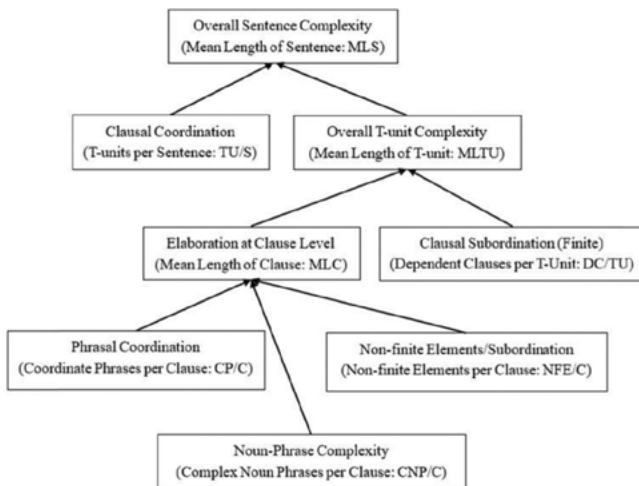 Overall Sentence Complexity
(Mean Length of Sentence: MLS)
Clausal Coordination
(T-units per Sentence: TU/S)
Overall T-unit Complexity
(Mean Length of T-unit: MLTU)
Elaboration at Clause Level
(Mean Length of Clause: MLC)
Clausal Subordination (Finite)
(Dependent Clauses per T-Unit: DC/TU)
Phrasal Coordination
(Coordinate Phrases per Clause: CP/C)
Non-finite Elements/Subordination
(Non-finite Elements per Clause: NFE/C)
Noun-Phrase Complexity
(Complex Noun Phrases per Clause: CNP/C)